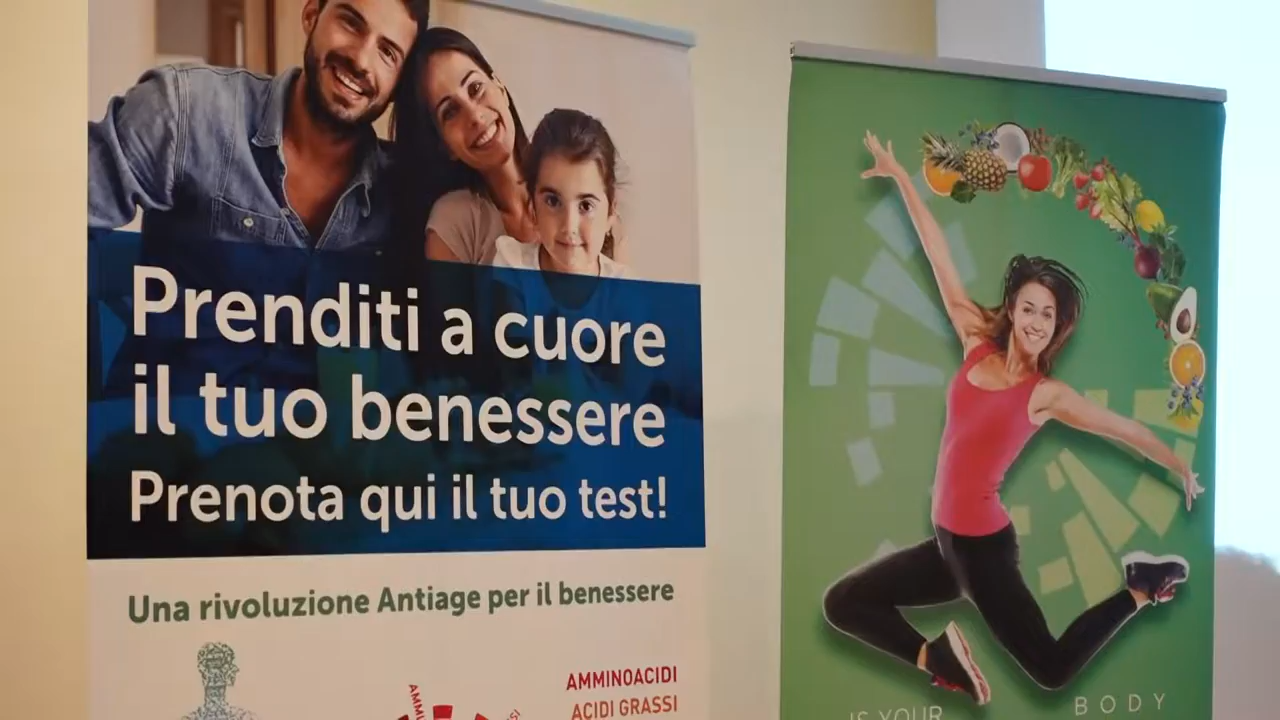 Prenditi a cuore
il tuo benessere
Prenota qui il tuo test!
Una rivoluzione Antiage per il benessere
AMMINOACIDI
ACIDI GRASSI
IS YOUR
BODY